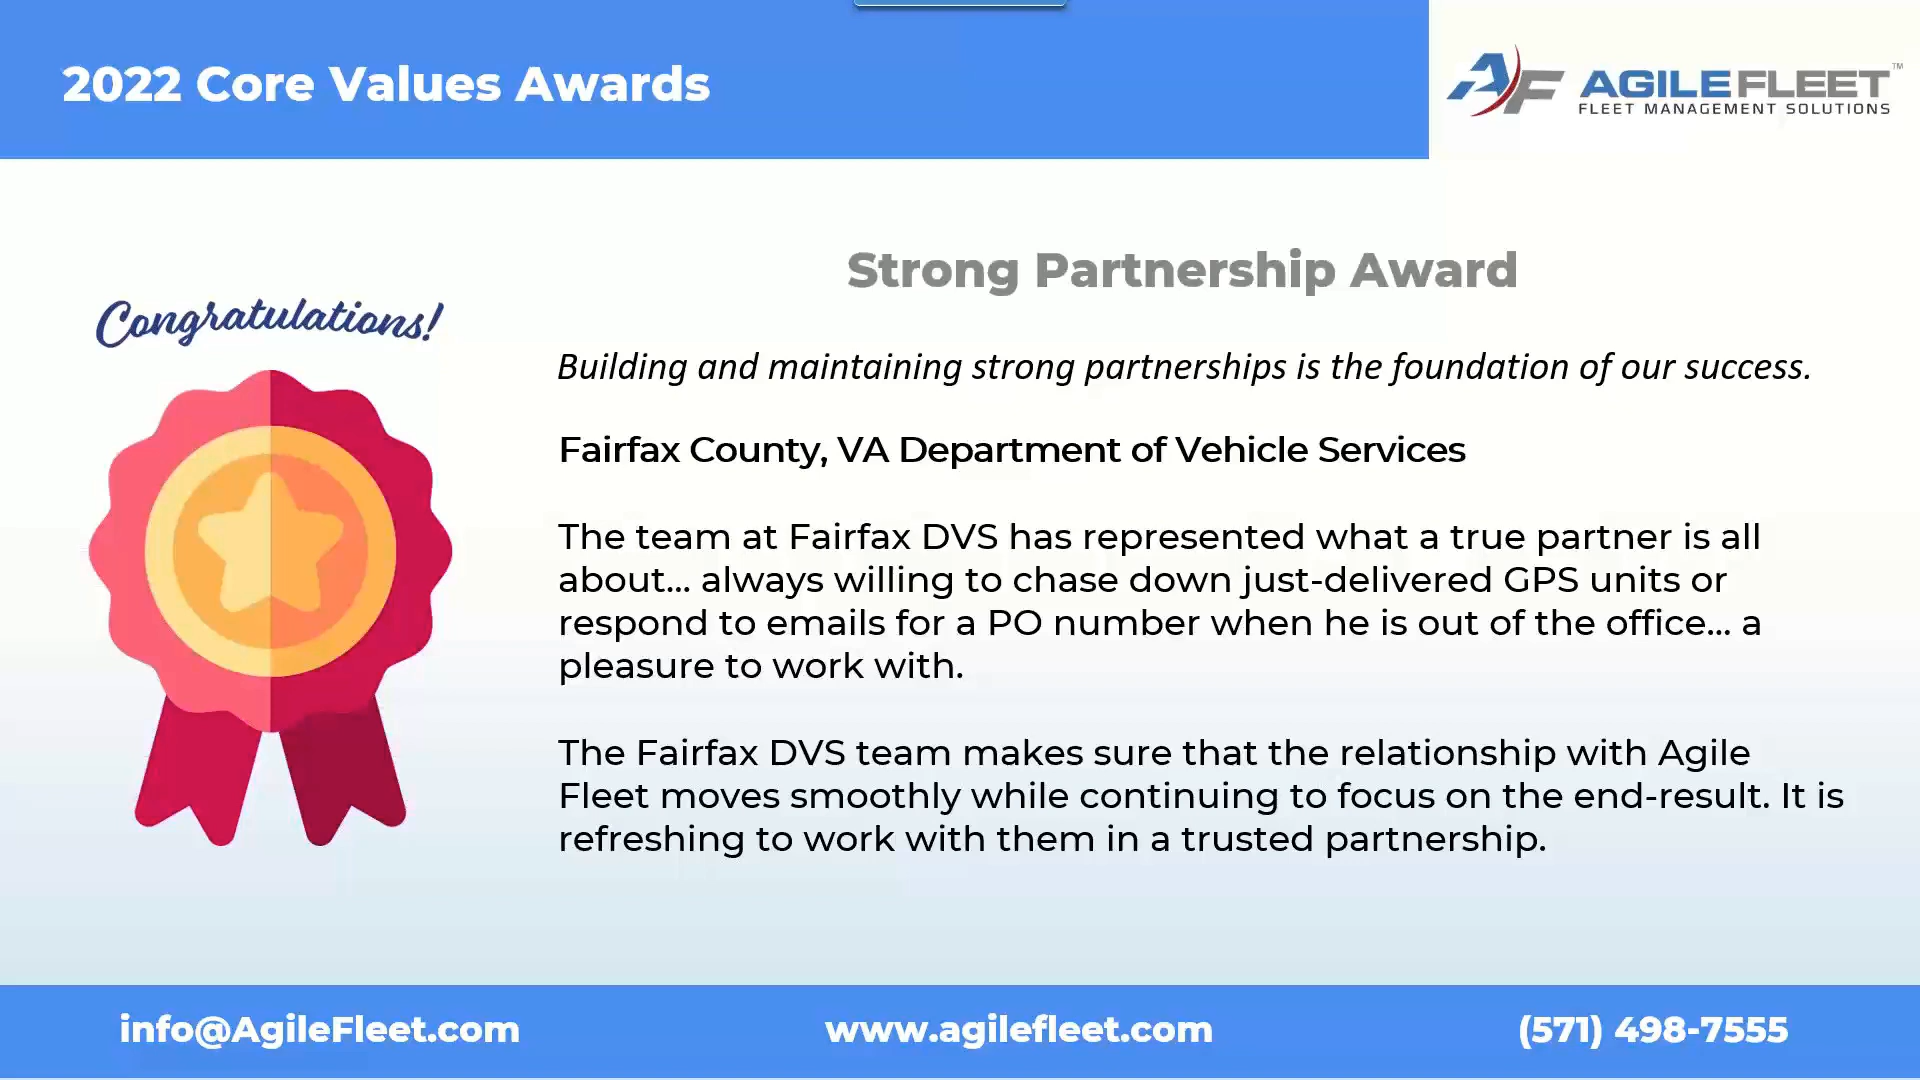 2022 Core Values Awards
AF AGILEFLEET™
FLEET MANAGEMENT SOLUTIONS
Strong Partnership Award
Congratulations!
Building and maintaining strong partnerships is the foundation of our success.
Fairfax County, VA Department of Vehicle Services
The team at Fairfax DVS has represented what a true partner is all
about... always willing to chase down just-delivered GPS units or
respond to emails for a PO number when he is out of the office... a
pleasure to work with.
The Fairfax DVS team makes sure that the relationship with Agile
Fleet moves smoothly while continuing to focus on the end-result. It is
refreshing to work with them in a trusted partnership.
info@AgileFleet.com
www.agilefleet.com
(571) 498-7555